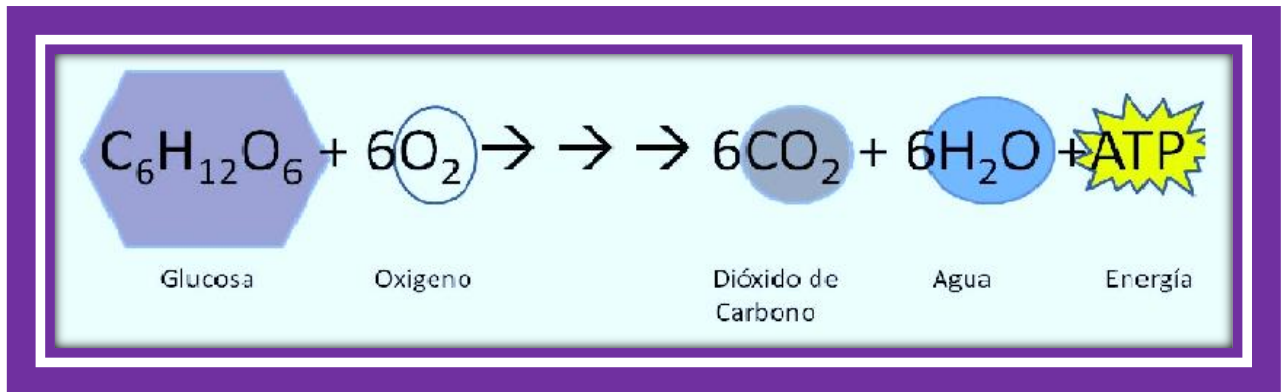 C₆H₁₂O₆ + 6O₂ → → → 6CO₂ + 6H₂O + ATP
Glucosa Oxigeno Dióxido de Carbono Agua Energía